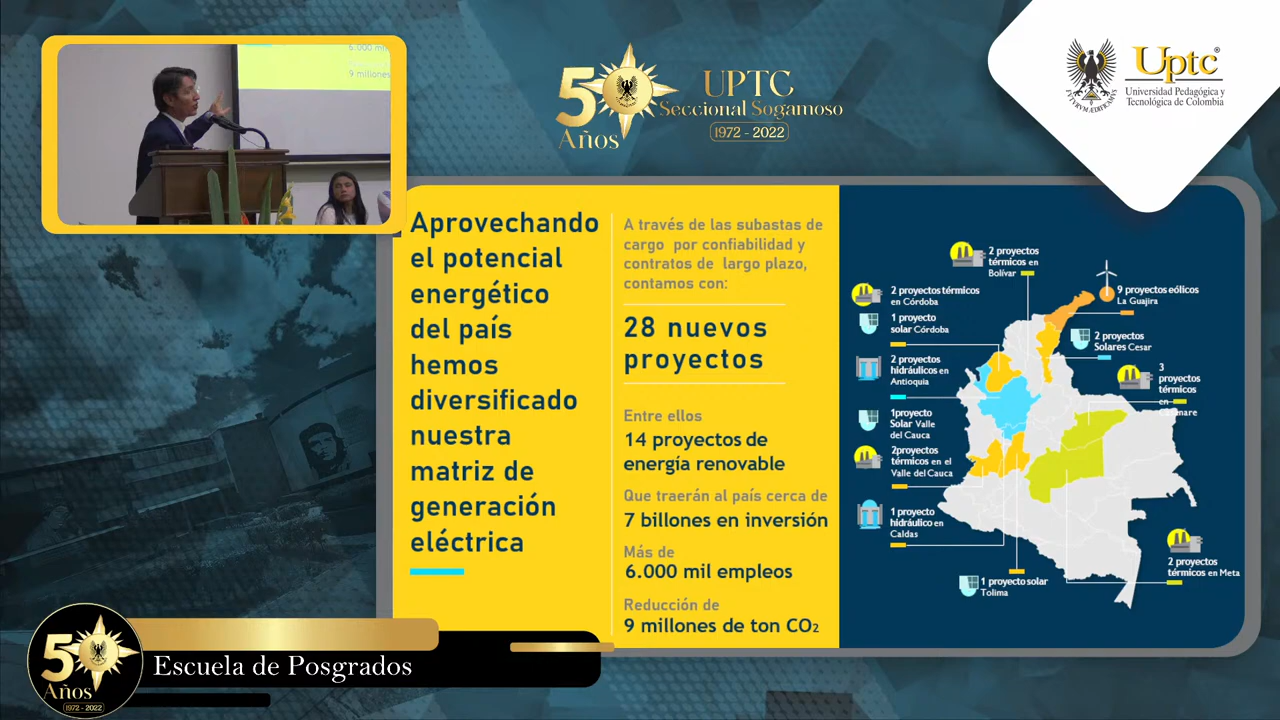 6.000 mil
9 millones
50
Años
UPTC
Seccional Sogamoso
1972 - 2022
Uptc®
Universidad Pedagógica y
Tecnológica de Colombia
Aprovechando
el potencial
energético
del país
hemos
diversificado
nuestra
matriz de
generación
eléctrica
A través de las subastas de
cargo por confiabilidad y
contratos de largo plazo,
contamos con:
28 nuevos
proyectos
Entre ellos
14 proyectos de
energía renovable
Que traerán al país cerca de
7 billones en inversión
Más de
6.000 mil empleos
Reducción de
9 millones de ton CO₂
2 proyectos
térmicos en
Bolívar
2 proyectos térmicos
en Córdoba
1 proyecto
solar Córdoba
2 proyectos
hidráulicos en
Antioquia
1proyecto
Solar Valle
del Cauca
2proyectos
térmicos en el
Valle del Cauca
1 proyecto
hidráulico en
Caldas
1 proyecto solar
Tolima
9 proyectos eólicos
La Guajira
2 proyectos
Solares Cesar
3
proyectos
térmicos
en
Casanare
2 proyectos
térmicos en Meta
50
Años
1972 - 2022
Escuela de Posgrados